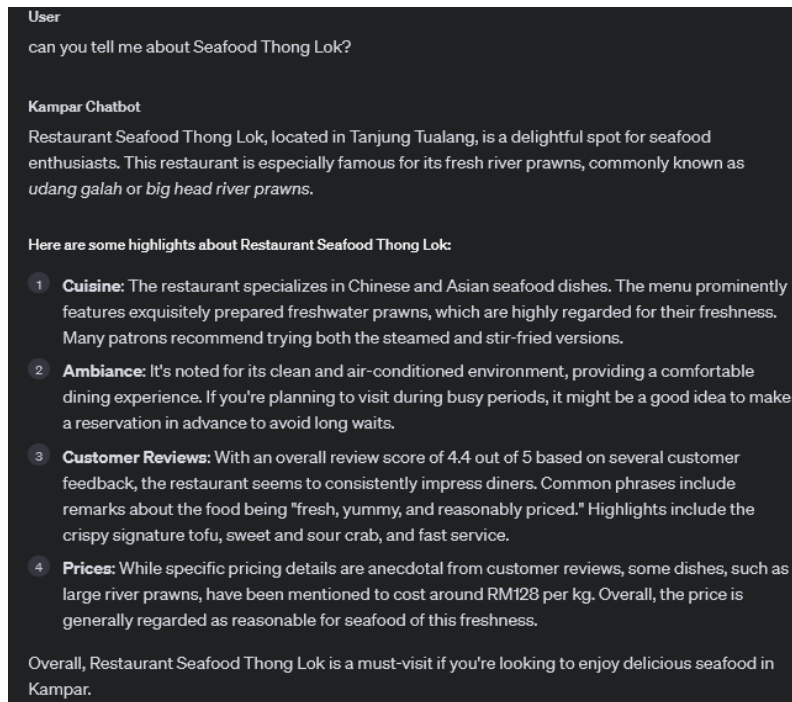 User
can you tell me about Seafood Thong Lok?
Kampar Chatbot
Restaurant Seafood Thong Lok, located in Tanjung Tualang, is a delightful spot for seafood
enthusiasts. This restaurant is especially famous for its fresh river prawns, commonly known as
udang galah or big head river prawns.
Here are some highlights about Restaurant Seafood Thong Lok:
1 Cuisine: The restaurant specializes in Chinese and Asian seafood dishes. The menu prominently
features exquisitely prepared freshwater prawns, which are highly regarded for their freshness.
Many patrons recommend trying both the steamed and stir-fried versions.
2 Ambiance: It's noted for its clean and air-conditioned environment, providing a comfortable
dining experience. If you're planning to visit during busy periods, it might be a good idea to make
a reservation in advance to avoid long waits.
3 Customer Reviews: With an overall review score of 4.4 out of 5 based on several customer
feedback, the restaurant seems to consistently impress diners. Common phrases include
remarks about the food being "fresh, yummy, and reasonably priced." Highlights include the
crispy signature tofu, sweet and sour crab, and fast service.
4 Prices: While specific pricing details are anecdotal from customer reviews, some dishes, such as
large river prawns, have been mentioned to cost around RM128 per kg. Overall, the price is
generally regarded as reasonable for seafood of this freshness.
Overall, Restaurant Seafood Thong Lok is a must-visit if you're looking to enjoy delicious seafood in
Kampar.